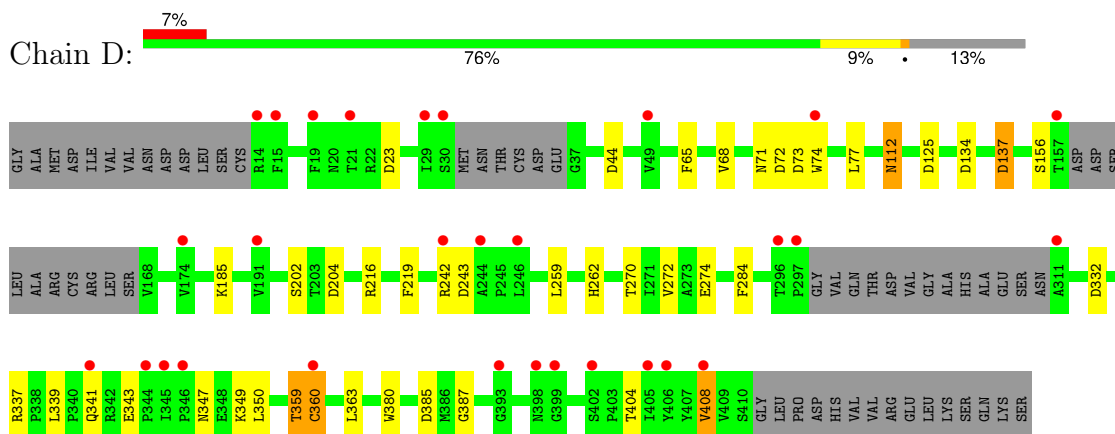 7%
Chain D:
76% 9% • 13%
GLY ALA MET ASP ILE VAL VAL ASN ASP ASP LEU SER CYS R14 F15 F19 N20 T21 R22 D23 I29 S30 MET ASN THR CYS ASP GLU G37 D44 V49 F65 V68 N71 D72 D73 W74 L77 N112 D125 D134 D137 S156 T157 ASP ASP SER
LEU ALA ARG CYS ARG LEU SER V168 V174 K185 V191 S202 T203 D204 R216 F219 R242 D243 A244 P245 L246 L259 H262 T270 I271 V272 A273 E274 F284 T296 P297 GLY VAL GLN THR ASP VAL GLY ALA HIS ALA GLU SER ASN A311 D332
R337 P338 L339 P340 Q341 R342 E343 P344 I345 P346 N347 E348 K349 L350 T359 C360 L363 W380 D385 M386 G387 G393 N398 G399 S402 P403 T404 I405 Y406 Y407 V408 V409 S410 GLY LEU PRO ASP HIS VAL VAL ARG GLU LEU LYS SER GLN LYS SER